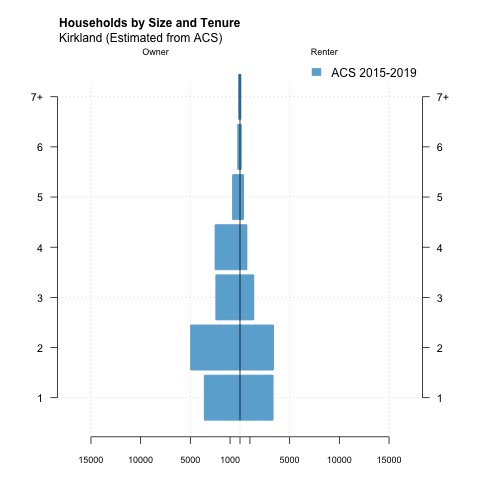 Households by Size and Tenure
Kirkland (Estimated from ACS)
Owner Renter
ACS 2015-2019
7+ 7+
6 6
5 5
4 4
3 3
2 2
1 1
15000 10000 5000 1000 5000 10000 15000